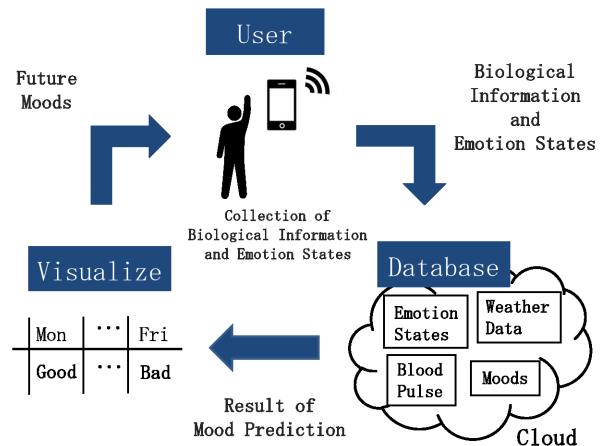 User
Future
Moods
Biological
Information
and
Emotion States
Collection of
Biological Information
and Emotion States
Visualize
Database
Mon ... Fri
Good ... Bad
Emotion
States
Weather
Data
Blood
Pulse
Moods
Result of
Mood Prediction
Cloud